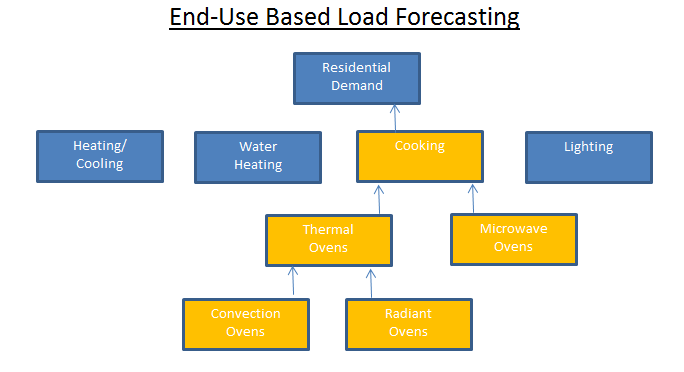 End-Use Based Load Forecasting
Residential
Demand
Heating/
Cooling
Water
Heating
Cooking
Lighting
Thermal
Ovens
Microwave
Ovens
Convection
Ovens
Radiant
Ovens